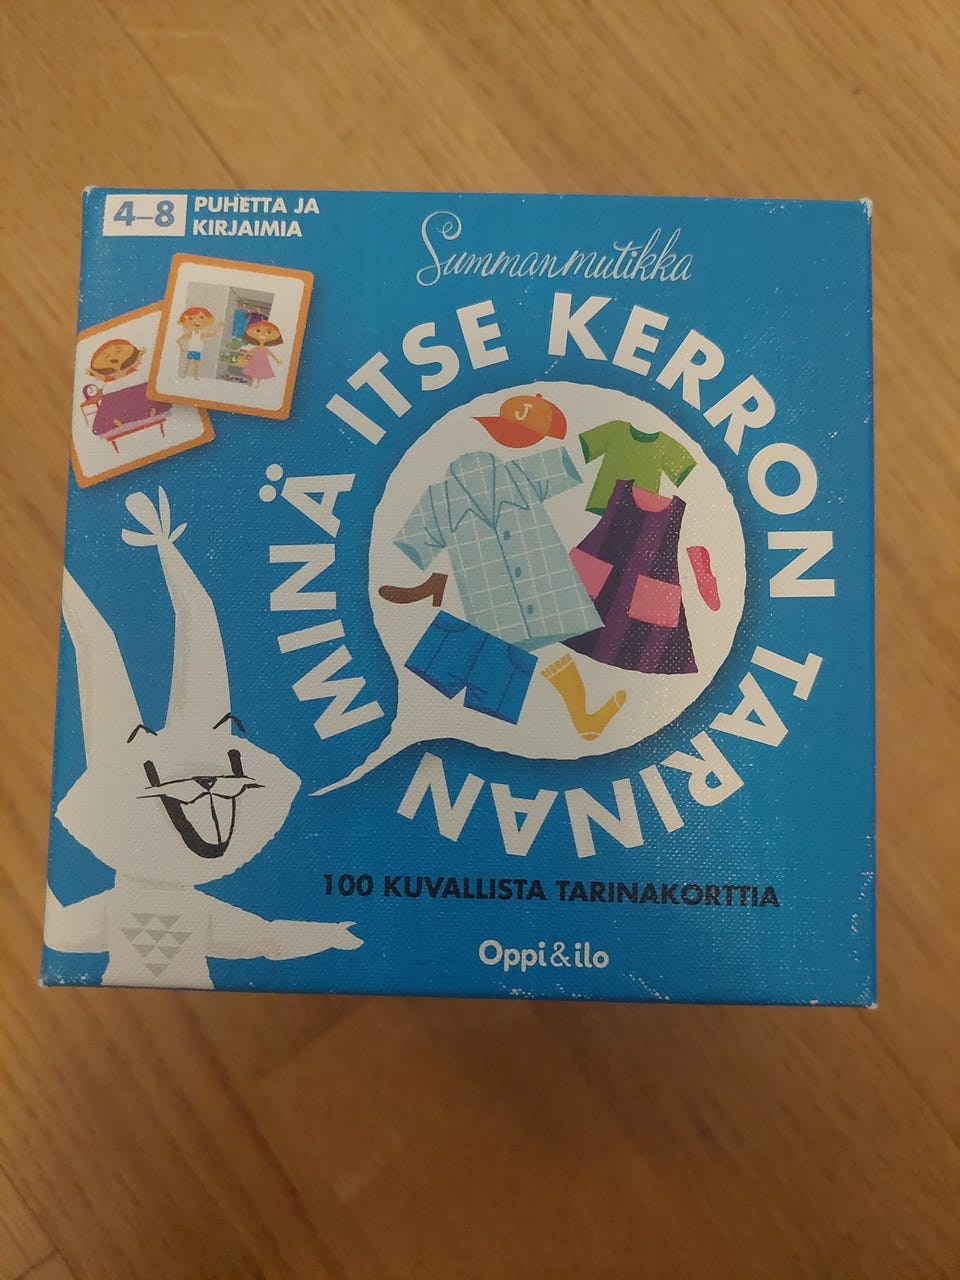 4–8
PUHETTA JA
KIRJAIMIA
Summanmutikka
MINÄ ITSE KERRON TARINAN
J
100 KUVALLISTA TARINAKORTTIA
Oppi&ilo